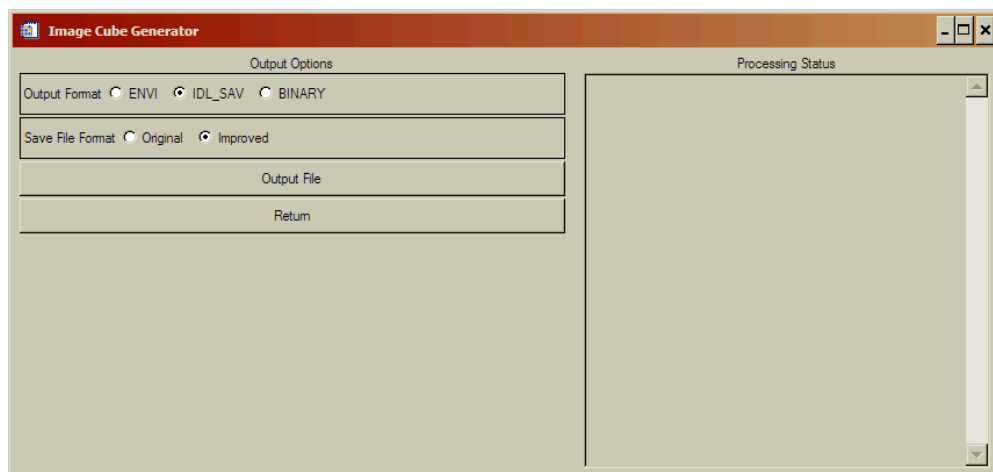 Image Cube Generator
Output Options
Processing Status
Output Format ENVI IDL_SAV BINARY
Save File Format Original Improved
Output File
Return